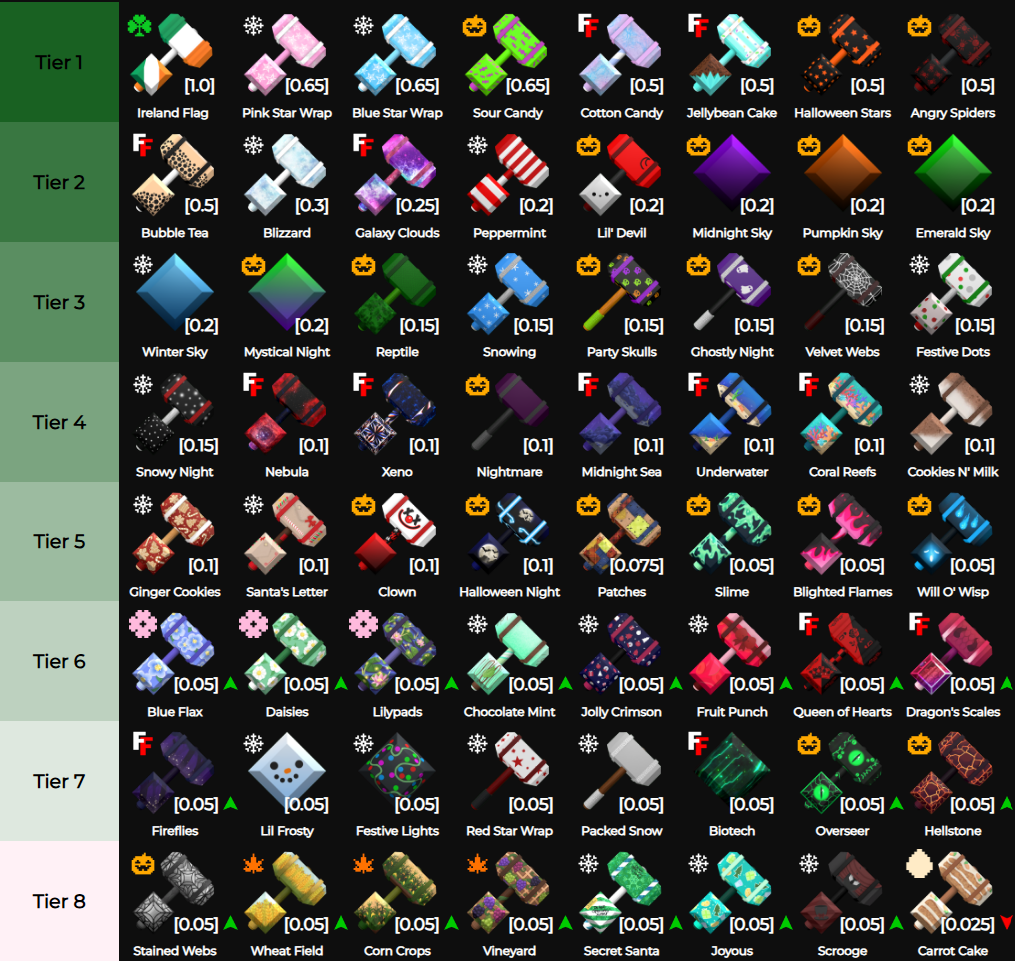 Tier 1
[1.0] [0.65] [0.65] [0.65] FF [0.5] FF [0.5] [0.5] [0.5]
Ireland Flag Pink Star Wrap Blue Star Wrap Sour Candy Cotton Candy Jellybean Cake Halloween Stars Angry Spiders
Tier 2
FF [0.5] [0.3] FF [0.25] [0.2] [0.2] [0.2] [0.2] [0.2]
Bubble Tea Blizzard Galaxy Clouds Peppermint Lil' Devil Midnight Sky Pumpkin Sky Emerald Sky
Tier 3
[0.2] [0.2] [0.15] [0.15] [0.15] [0.15] [0.15] [0.15]
Winter Sky Mystical Night Reptile Snowing Party Skulls Ghostly Night Velvet Webs Festive Dots
Tier 4
[0.15] FF [0.1] FF [0.1] [0.1] FF [0.1] FF [0.1] FF [0.1] [0.1]
Snowy Night Nebula Xeno Nightmare Midnight Sea Underwater Coral Reefs Cookies N' Milk
Tier 5
[0.1] [0.1] [0.1] [0.1] [0.075] [0.05] [0.05] [0.05]
Ginger Cookies Santa's Letter Clown Halloween Night Patches Slime Blighted Flames Will O' Wisp
Tier 6
[0.05] [0.05] [0.05] [0.05] [0.05] [0.05] FF [0.05] FF [0.05]
Blue Flax Daisies Lilypads Chocolate Mint Jolly Crimson Fruit Punch Queen of Hearts Dragon's Scales
Tier 7
FF [0.05] [0.05] [0.05] [0.05] [0.05] FF [0.05] [0.05] [0.05]
Fireflies Lil Frosty Festive Lights Red Star Wrap Packed Snow Biotech Overseer Hellstone
Tier 8
[0.05] [0.05] [0.05] [0.05] [0.05] [0.05] [0.05] [0.025]
Stained Webs Wheat Field Corn Crops Vineyard Secret Santa Joyous Scrooge Carrot Cake